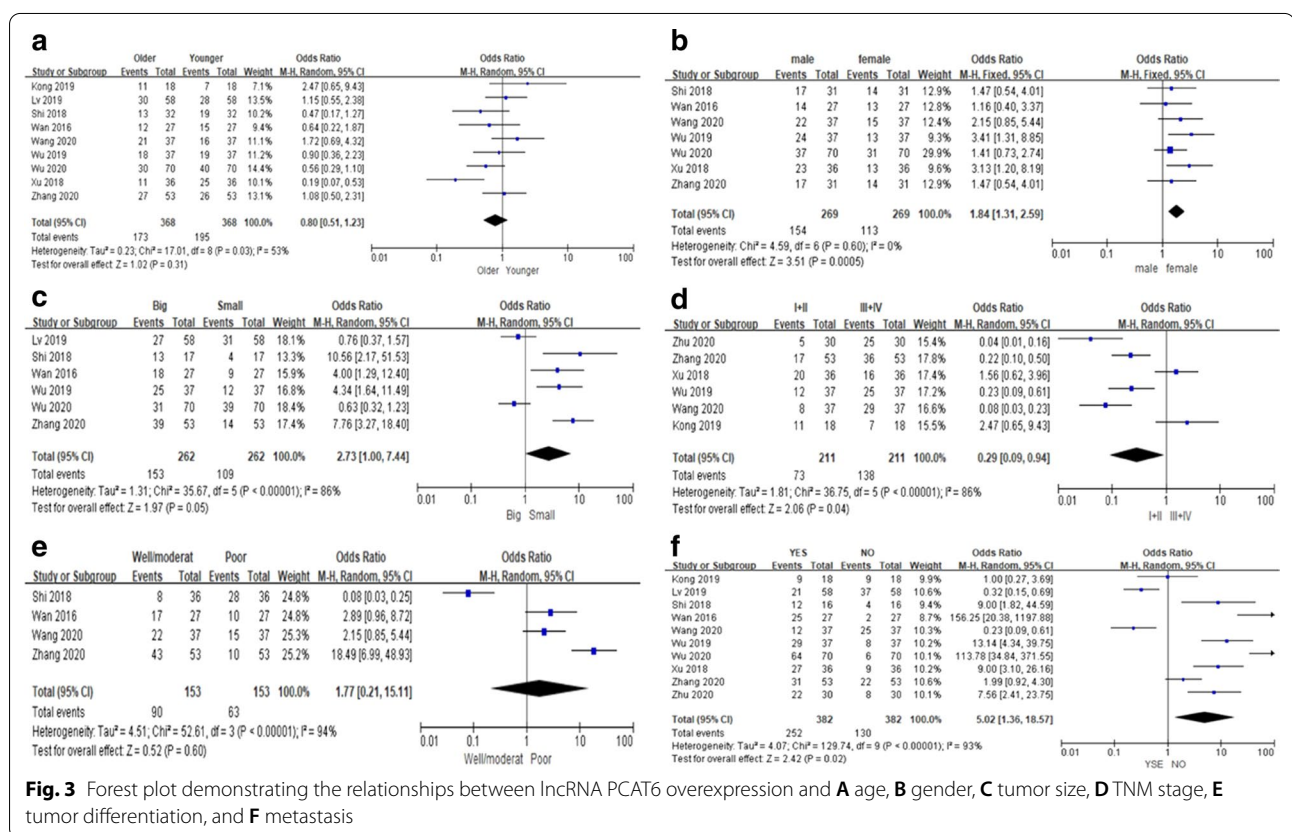 a
Older Younger Odds Ratio Odds Ratio
Study or Subgroup Events Total Events Total Weight M-H, Random, 95% CI M-H, Random, 95% CI
Kong 2019 11 18 7 18 7.1% 2.47 [0.65, 9.43]
Lv 2019 30 58 28 58 13.5% 1.15 [0.55, 2.38]
Shi 2018 13 32 19 32 10.2% 0.47 [0.17, 1.27]
Wan 2016 12 27 15 27 9.4% 0.64 [0.22, 1.87]
Wang 2020 21 37 16 37 11.1% 1.72 [0.69, 4.32]
Wu 2019 18 37 19 37 11.2% 0.90 [0.36, 2.23]
Wu 2020 30 70 40 70 14.4% 0.56 [0.29, 1.10]
Xu 2018 11 36 25 36 10.1% 0.19 [0.07, 0.53]
Zhang 2020 27 53 26 53 13.1% 1.08 [0.50, 2.31]
Total (95% CI) 368 368 100.0% 0.80 [0.51, 1.23]
Total events 173 195
Heterogeneity: Tau² = 0.23; Chi² = 17.01, df = 8 (P = 0.03); I² = 53%
Test for overall effect: Z = 1.02 (P = 0.31)
0.01 0.1 1 10 100
Older Younger
b
male female Odds Ratio Odds Ratio
Study or Subgroup Events Total Events Total Weight M-H, Fixed, 95% CI M-H, Fixed, 95% CI
Shi 2018 17 31 14 31 12.9% 1.47 [0.54, 4.01]
Wan 2016 14 27 13 27 12.9% 1.16 [0.40, 3.37]
Wang 2020 22 37 15 37 12.4% 2.15 [0.85, 5.44]
Wu 2019 24 37 13 37 9.3% 3.41 [1.31, 8.85]
Wu 2020 37 70 31 70 29.9% 1.41 [0.73, 2.74]
Xu 2018 23 36 13 36 9.6% 3.13 [1.20, 8.19]
Zhang 2020 17 31 14 31 12.9% 1.47 [0.54, 4.01]
Total (95% CI) 269 269 100.0% 1.84 [1.31, 2.59]
Total events 154 113
Heterogeneity: Chi² = 4.59, df = 6 (P = 0.60); I² = 0%
Test for overall effect: Z = 3.51 (P = 0.0005)
0.01 0.1 1 10 100
male female
c
Big Small Odds Ratio Odds Ratio
Study or Subgroup Events Total Events Total Weight M-H, Random, 95% CI M-H, Random, 95% CI
Lv 2019 27 58 31 58 18.1% 0.76 [0.37, 1.57]
Shi 2018 13 17 4 17 13.3% 10.56 [2.17, 51.53]
Wan 2016 18 27 9 27 15.6% 4.00 [1.29, 12.40]
Wu 2019 25 37 12 37 16.7% 4.34 [1.64, 11.49]
Wu 2020 31 70 39 70 18.4% 0.63 [0.32, 1.23]
Zhang 2020 39 53 14 53 17.4% 7.76 [3.27, 18.40]
Total (95% CI) 262 262 100.0% 2.73 [1.00, 7.44]
Total events 153 109
Heterogeneity: Tau² = 1.31; Chi² = 35.67, df = 5 (P < 0.00001); I² = 86%
Test for overall effect: Z = 1.97 (P = 0.05)
0.01 0.1 1 10 100
Big Small
d
I+II III+IV Odds Ratio Odds Ratio
Study or Subgroup Events Total Events Total Weight M-H, Random, 95% CI M-H, Random, 95% CI
Zhu 2020 5 30 25 30 15.4% 0.04 [0.01, 0.16]
Zhang 2020 17 53 36 53 17.8% 0.22 [0.10, 0.50]
Xu 2018 20 36 16 36 17.4% 1.56 [0.62, 3.96]
Wu 2019 12 37 25 37 17.3% 0.23 [0.09, 0.61]
Wang 2020 8 37 29 37 16.6% 0.08 [0.03, 0.23]
Kong 2019 11 18 7 18 15.5% 2.47 [0.65, 9.43]
Total (95% CI) 211 211 100.0% 0.29 [0.09, 0.94]
Total events 73 138
Heterogeneity: Tau² = 1.81; Chi² = 36.75, df = 5 (P < 0.00001); I² = 86%
Test for overall effect: Z = 2.06 (P = 0.04)
0.01 0.1 1 10 100
I+II III+IV
e
Well/moderat Poor Odds Ratio Odds Ratio
Study or Subgroup Events Total Events Total Weight M-H, Random, 95% CI M-H, Random, 95% CI
Shi 2018 8 36 28 36 24.8% 0.08 [0.03, 0.25]
Wan 2016 17 27 10 27 24.8% 2.89 [0.96, 8.72]
Wang 2020 22 37 15 37 25.2% 2.15 [0.85, 5.44]
Zhang 2020 43 53 10 53 25.2% 18.49 [6.99, 48.93]
Total (95% CI) 153 153 100.0% 1.77 [0.21, 15.11]
Total events 90 63
Heterogeneity: Tau² = 4.51; Chi² = 52.61, df = 3 (P < 0.00001); I² = 94%
Test for overall effect: Z = 0.52 (P = 0.60)
0.01 0.1 1 10 100
Well/moderat Poor
f
YES NO Odds Ratio Odds Ratio
Study or Subgroup Events Total Events Total Weight M-H, Random, 95% CI M-H, Random, 95% CI
Kong 2019 9 18 9 18 9.9% 1.00 [0.27, 3.69]
Lv 2019 21 58 37 58 10.6% 0.32 [0.15, 0.69]
Shi 2018 12 16 4 16 9.5% 9.00 [1.82, 44.59]
Wan 2016 25 27 2 27 8.7% 156.25 [20.38, 1197.88]
Wang 2020 12 37 25 37 10.3% 0.23 [0.09, 0.61]
Wu 2019 29 37 8 37 10.2% 13.14 [4.34, 39.75]
Wu 2020 64 70 6 70 10.1% 113.78 [34.84, 371.55]
Xu 2018 27 36 9 36 10.2% 9.00 [3.10, 26.16]
Zhang 2020 31 53 22 53 10.5% 1.99 [0.92, 4.30]
Zhu 2020 22 30 8 30 10.1% 7.56 [2.41, 23.75]
Total (95% CI) 382 382 100.0% 5.02 [1.36, 18.57]
Total events 252 130
Heterogeneity: Tau² = 4.07; Chi² = 129.74, df = 9 (P < 0.00001); I² = 93%
Test for overall effect: Z = 2.42 (P = 0.02)
0.01 0.1 1 10 100
YSE NO
Fig. 3 Forest plot demonstrating the relationships between lncRNA PCAT6 overexpression and A age, B gender, C tumor size, D TNM stage, E
tumor differentiation, and F metastasis